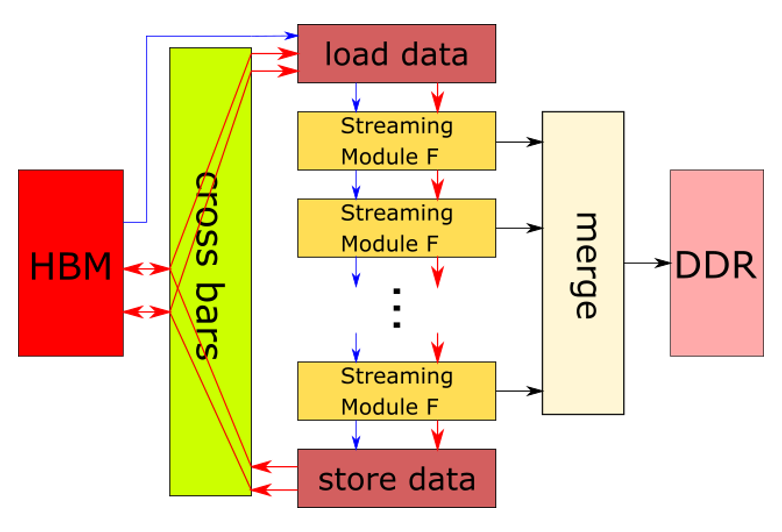 load data
Streaming
Module F
Streaming
Module F
HBM
cross bars
...
merge
DDR
Streaming
Module F
store data